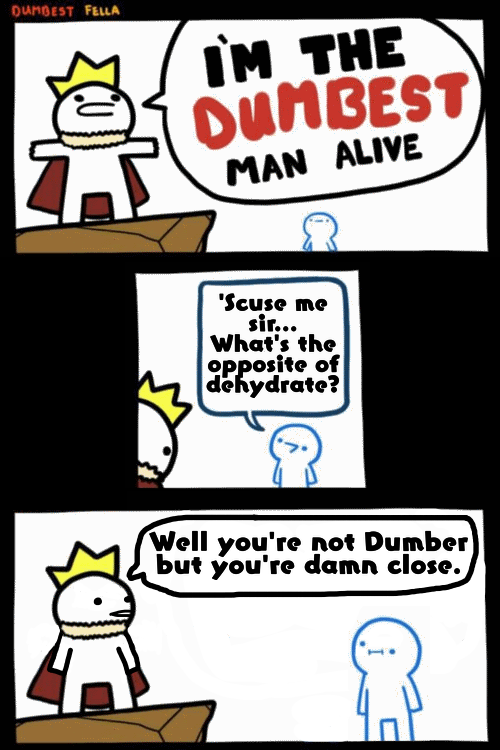 DUMBEST FELLA
I'M THE
DUMBEST
MAN ALIVE
'Scuse me
sir...
What's the
opposite of
dehydrate?
Well you're not Dumber
but you're damn close.